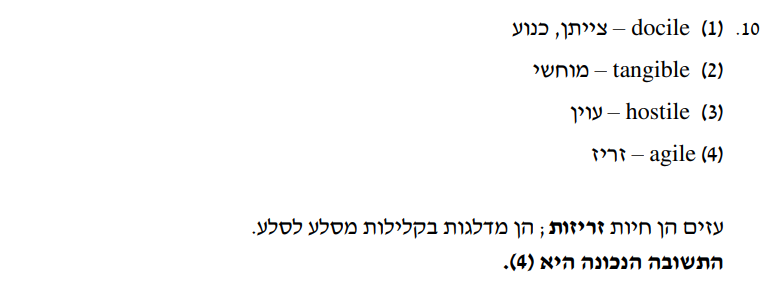 10. (1) docile – צייתן, כנוע
(2) tangible – מוחשי
(3) hostile – עוין
(4) agile – זריז
עזים הן חיות זריזות; הן מדלגות בקלילות מסלע לסלע.
התשובה הנכונה היא (4).